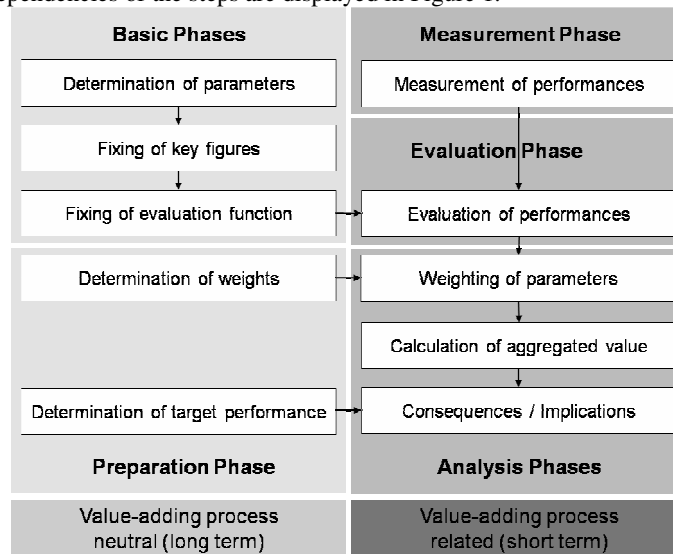 pendencies of the steps are displayed in Figure 1.
Basic Phases
Determination of parameters
Fixing of key figures
Fixing of evaluation function
Determination of weights
Determination of target performance
Preparation Phase
Value-adding process
neutral (long term)
Measurement Phase
Measurement of performances
Evaluation Phase
Evaluation of performances
Weighting of parameters
Calculation of aggregated value
Consequences / Implications
Analysis Phases
Value-adding process
related (short term)